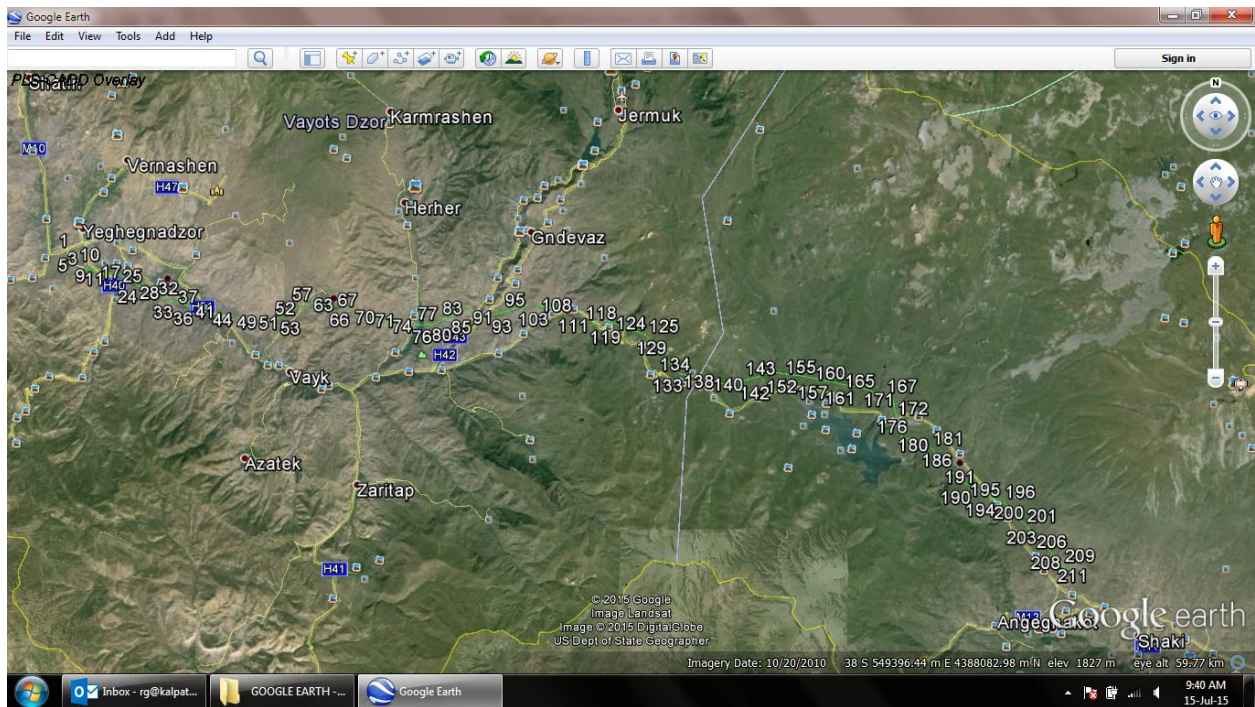 Google Earth
File Edit View Tools Add Help
Sign in
PLS-CADD Overlay
Shatin
Karmrashen
Vayots Dzor
Jermuk
M10
Vernashen
H47
Herher
Yeghegnadzor
Gndevaz
1
3 10
5
9 11 17 25
H40
24 28 32 37
33 36 41 44 49 51 52 57
53
63 67
66 70 71 74 77 83
76 80 85 91 95
93 103 108
H42
111 118
119 124 125
129
134
133 138 140 143 155 160 165 167
142 152 157 161 171 172
176
180 181
186
191
190 195 196
194 200 201
203 206
208 209
211
Vayk
Azatek
Zaritap
H41
© 2015 Google
Image Landsat
Image © 2015 DigitalGlobe
US Dept of State Geographer
Angeghakot
Google earth
Shaki
Imagery Date: 10/20/2010 38 S 549396.44 m E 4388082.98 m N elev 1827 m eye alt 59.77 km
N
Inbox - rg@kalpat...
GOOGLE EARTH -...
Google Earth
9:40 AM
15-Jul-15